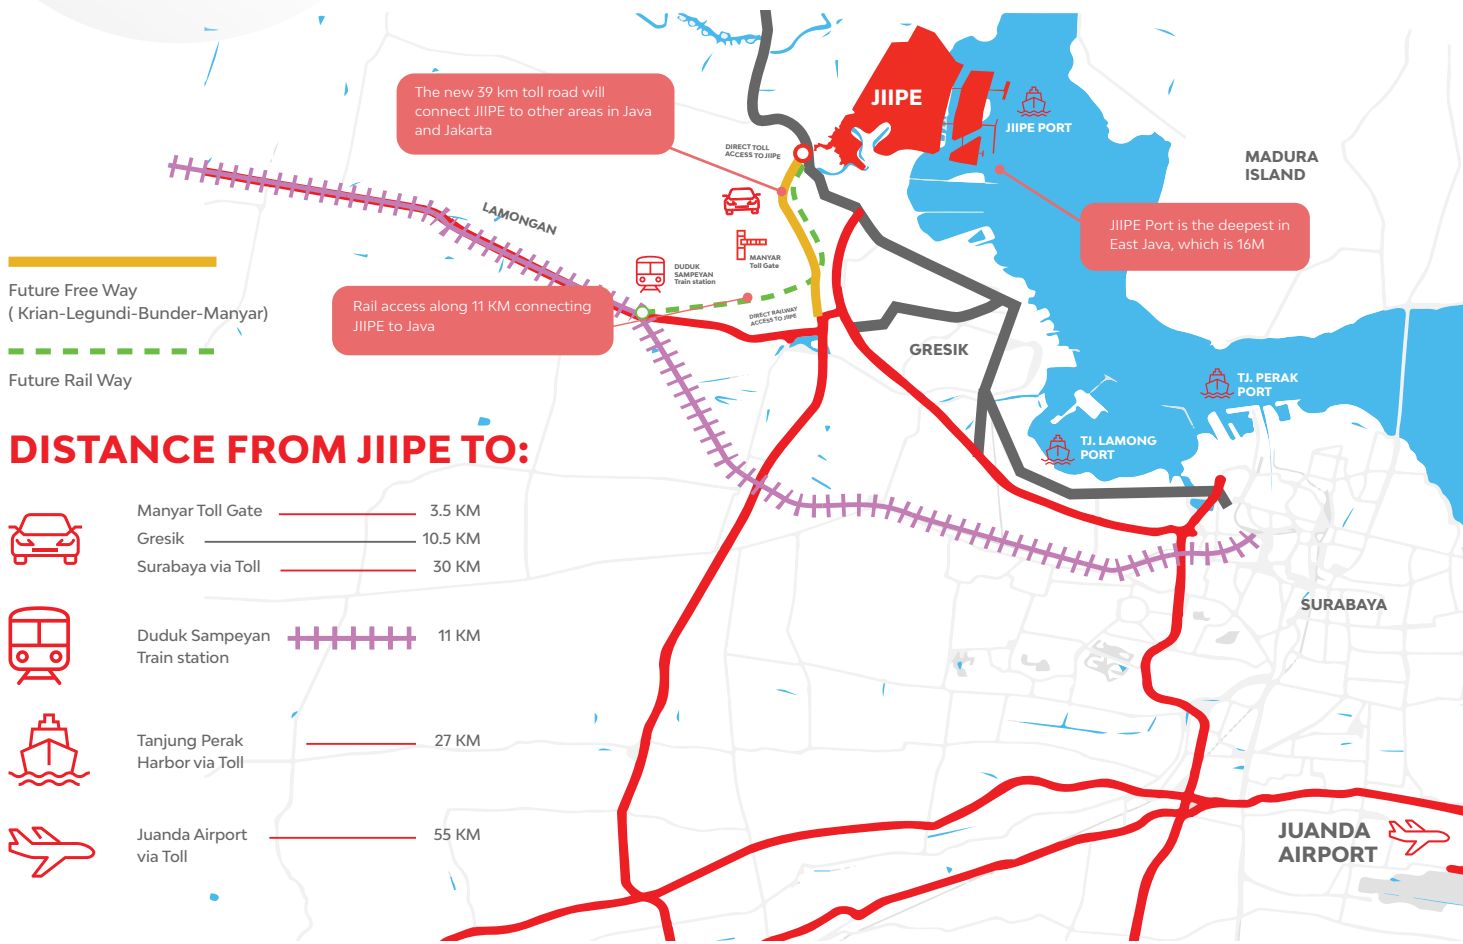 The new 39 km toll road will
connect JIIPE to other areas in Java
and Jakarta
JIIPE
JIIPE PORT
DIRECT TOLL
ACCESS TO JIIPE
MADURA
ISLAND
LAMONGAN
MANYAR
Toll Gate
JIIPE Port is the deepest in
East Java, which is 16M
DUDUK
SAMPEYAN
Train station
Future Free Way
( Krian-Legundi-Bunder-Manyar)
Rail access along 11 KM connecting
JIIPE to Java
DIRECT RAILWAY
ACCESS TO JIIPE
GRESIK
Future Rail Way
TJ. PERAK
PORT
TJ. LAMONG
PORT
DISTANCE FROM JIIPE TO:
Manyar Toll Gate 3.5 KM
Gresik 10.5 KM
Surabaya via Toll 30 KM
SURABAYA
Duduk Sampeyan 11 KM
Train station
Tanjung Perak 27 KM
Harbor via Toll
Juanda Airport 55 KM
via Toll
JUANDA
AIRPORT